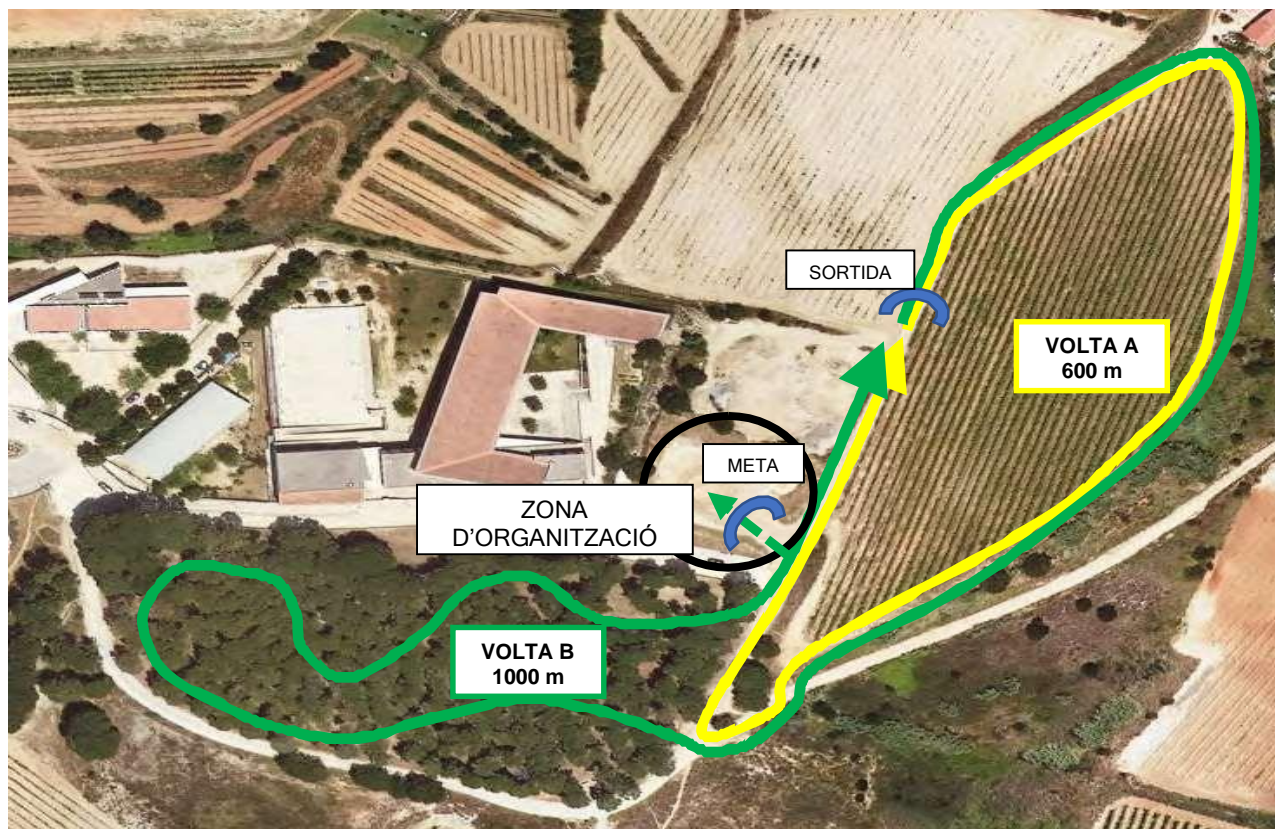 SORTIDA
VOLTA A
600 m
META
ZONA
D'ORGANITZACIÓ
VOLTA B
1000 m